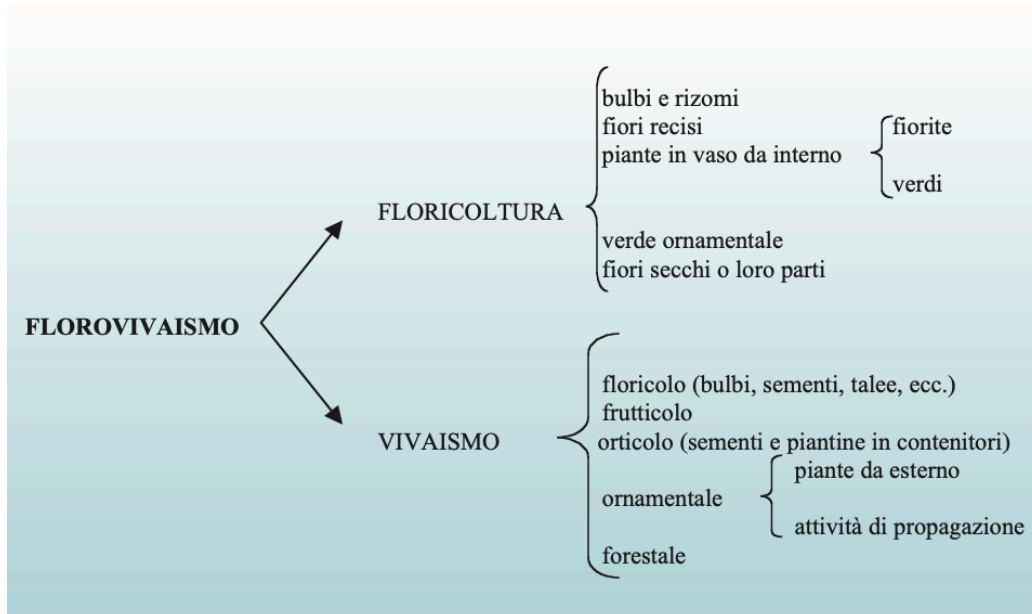 bulbi e rizomi
fiori recisi
piante in vaso da interno
fiorite
verdi
FLORICOLTURA
verde ornamentale
fiori secchi o loro parti
FLOROVIVAISMO
floricolo (bulbi, sementi, talee, ecc.)
frutticolo
VIVAISMO
orticolo (sementi e piantine in contenitori)
piante da esterno
ornamentale
attività di propagazione
forestale